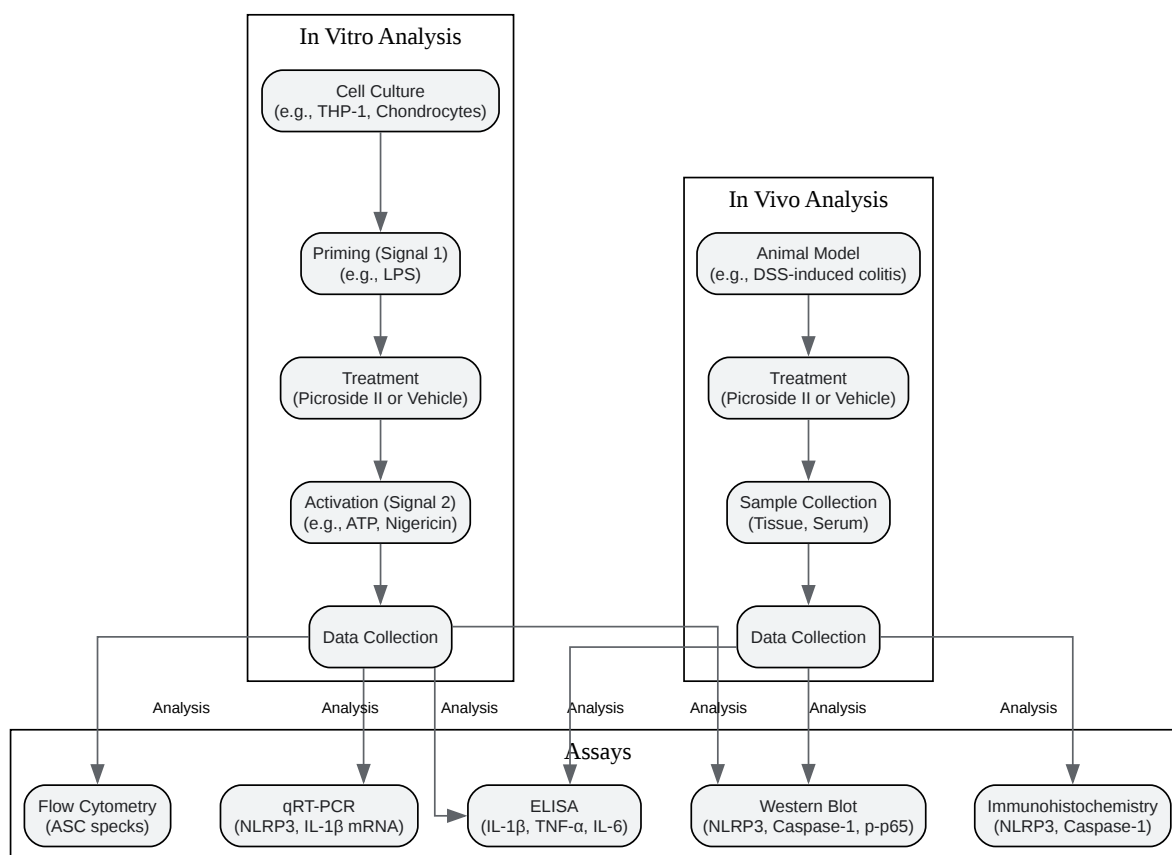 In Vitro Analysis
Cell Culture
(e.g., THP-1, Chondrocytes)
Priming (Signal 1)
(e.g., LPS)
Treatment
(Picroside II or Vehicle)
Activation (Signal 2)
(e.g., ATP, Nigericin)
Data Collection
In Vivo Analysis
Animal Model
(e.g., DSS-induced colitis)
Treatment
(Picroside II or Vehicle)
Sample Collection
(Tissue, Serum)
Data Collection
Analysis
Analysis
Analysis
Analysis
Analysis
Analysis
Analysis
Assays
Flow Cytometry
(ASC specks)
qRT-PCR
(NLRP3, IL-1β mRNA)
ELISA
(IL-1β, TNF-α, IL-6)
Western Blot
(NLRP3, Caspase-1, p-p65)
Immunohistochemistry
(NLRP3, Caspase-1)